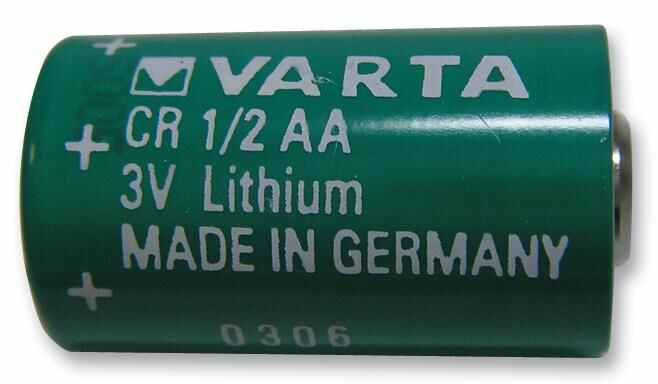 VARTA
CR 1/2 AA
3V Lithium
MADE IN GERMANY
0306
+
+
+